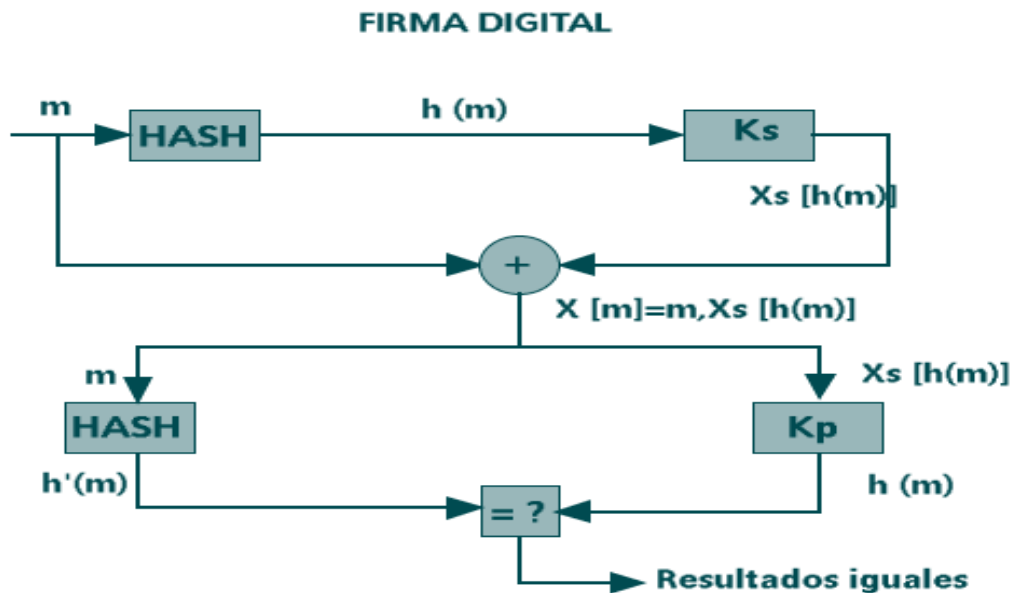 FIRMA DIGITAL
m
h (m)
HASH
Ks
Xs [h(m)]
+
X [m]=m,Xs [h(m)]
m
Xs [h(m)]
HASH
Kp
h'(m)
h (m)
= ?
Resultados iguales